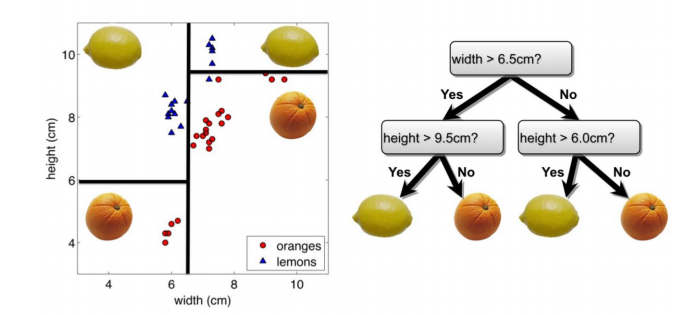 10
8
6
4
height (cm)
4
6
8
10
width (cm)
oranges
lemons
width > 6.5cm?
Yes
No
height > 9.5cm?
height > 6.0cm?
Yes
No
Yes
No